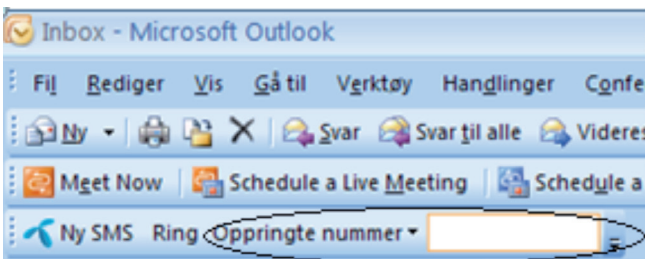 Inbox - Microsoft Outlook
Fil Rediger Vis Gå til Verktøy Handlinger Confe
Ny Svar Svar til alle Videres
Meet Now Schedule a Live Meeting Schedule a
Ny SMS Ring Oppringte nummer